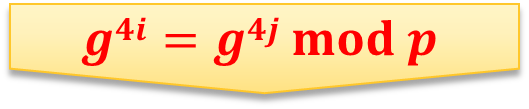 g^{4i} = g^{4j} mod p